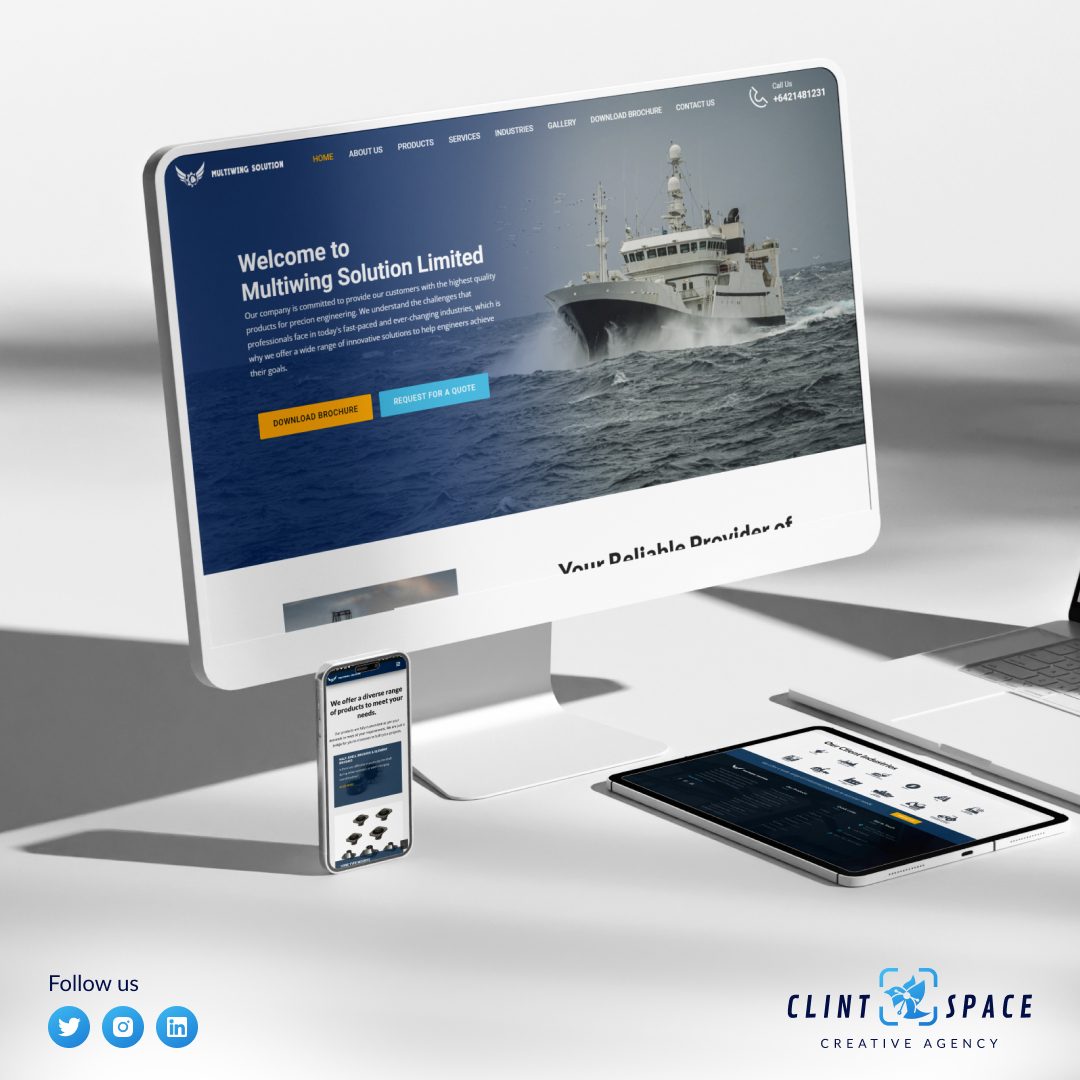 Call Us
+6421481231
MULTIWING SOLUTION
HOME
ABOUT US
PRODUCTS
SERVICES
INDUSTRIES
GALLERY
DOWNLOAD BROCHURE
CONTACT US
Welcome to
Multiwing Solution Limited
Our company is committed to provide our customers with the highest quality
products for precion engineering. We understand the challenges that
professionals face in today's fast-paced and ever-changing industries, which is
why we offer a wide range of innovative solutions to help engineers achieve
their goals.
DOWNLOAD BROCHURE
REQUEST FOR A QUOTE
Your Reliable Provider of
We offer a diverse range
of products to meet your
needs.
Our Client Industries
Follow us
CLINT SPACE
CREATIVE AGENCY